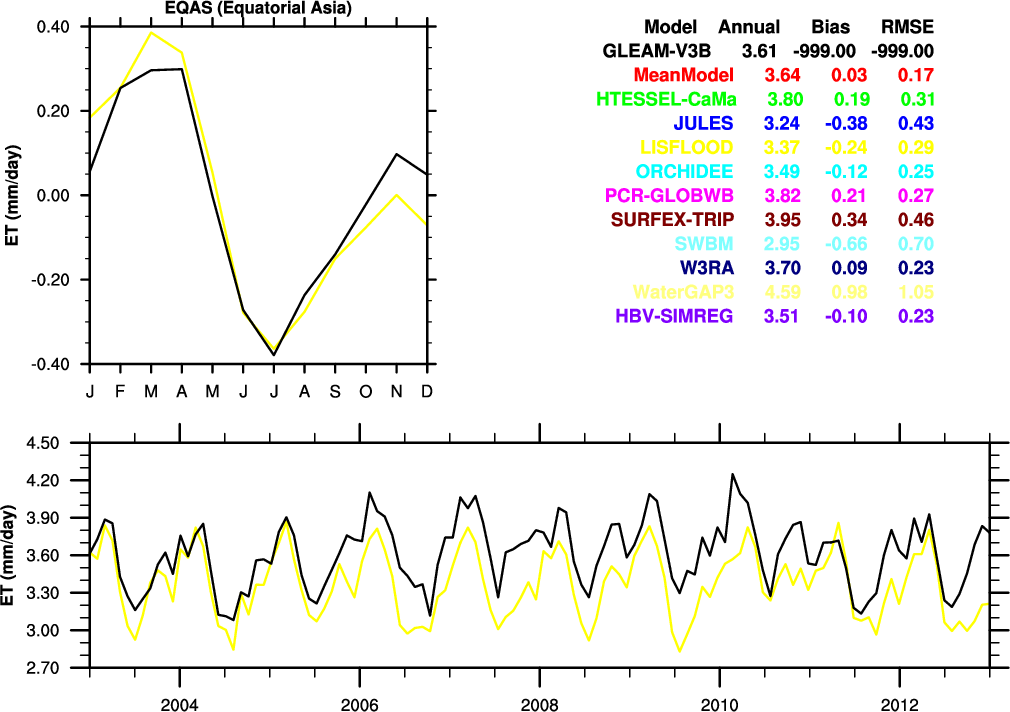 EQAS (Equatorial Asia)
0.40
0.20
0.00
-0.20
-0.40
ET (mm/day)
J F M A M J J A S O N D
Model Annual Bias RMSE
GLEAM-V3B 3.61 -999.00 -999.00
MeanModel 3.64 0.03 0.17
HTESSEL-CaMa 3.80 0.19 0.31
JULES 3.24 -0.38 0.43
LISFLOOD 3.37 -0.24 0.29
ORCHIDEE 3.49 -0.12 0.25
PCR-GLOBWB 3.82 0.21 0.27
SURFEX-TRIP 3.95 0.34 0.46
SWBM 2.95 -0.66 0.70
W3RA 3.70 0.09 0.23
WaterGAP3 4.59 0.98 1.05
HBV-SIMREG 3.51 -0.10 0.23
4.50
4.20
3.90
3.60
3.30
3.00
2.70
ET (mm/day)
2004 2006 2008 2010 2012